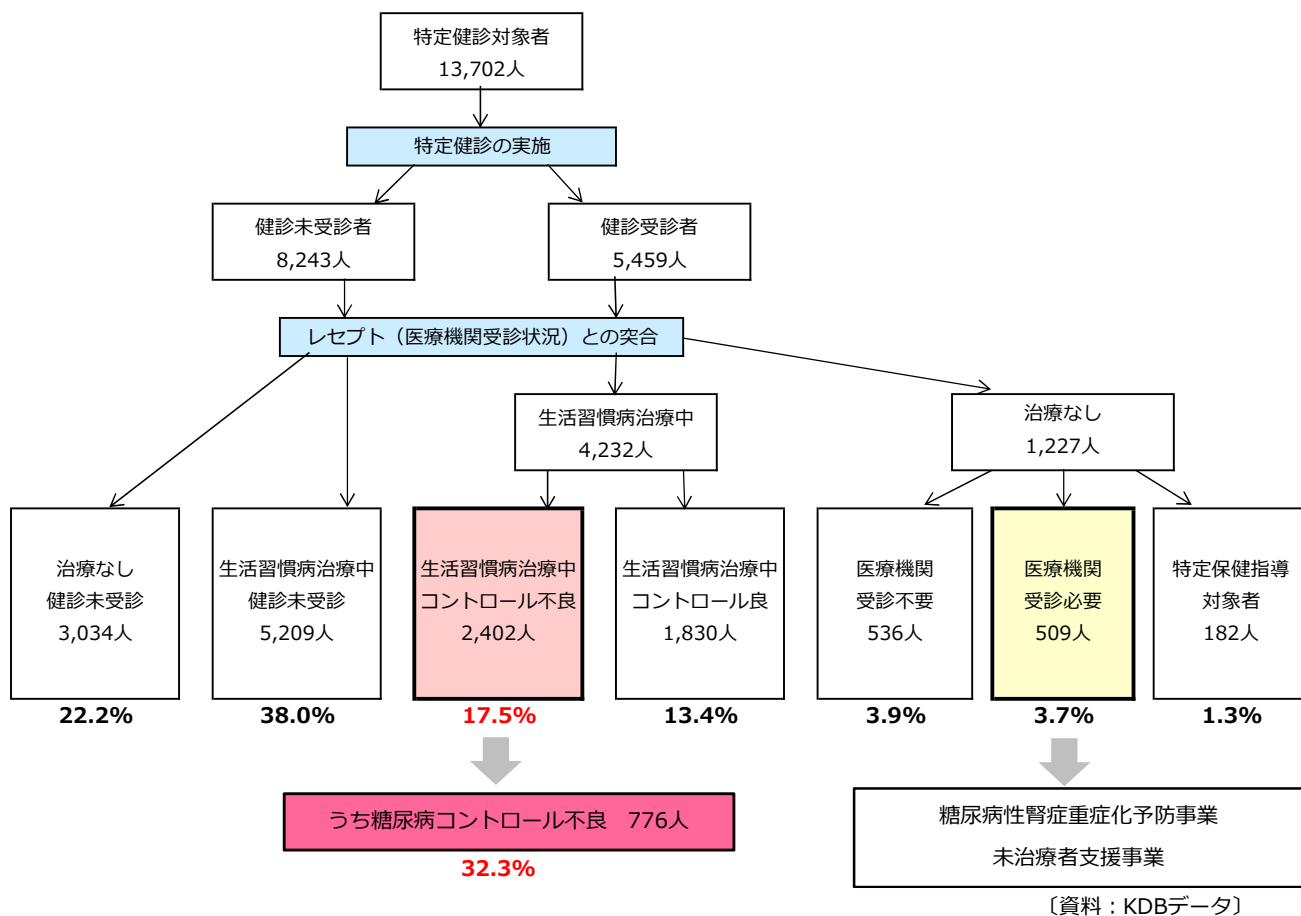 特定健診対象者
13,702人
特定健診の実施
健診未受診者
8,243人
健診受診者
5,459人
レセプト（医療機関受診状況）との突合
生活習慣病治療中
4,232人
治療なし
1,227人
治療なし
健診未受診
3,034人
22.2%
生活習慣病治療中
健診未受診
5,209人
38.0%
生活習慣病治療中
コントロール不良
2,402人
17.5%
生活習慣病治療中
コントロール良
1,830人
13.4%
医療機関
受診不要
536人
3.9%
医療機関
受診必要
509人
3.7%
特定保健指導
対象者
182人
1.3%
うち糖尿病コントロール不良　776人
32.3%
糖尿病性腎症重症化予防事業
未治療者支援事業
〔資料：KDBデータ〕